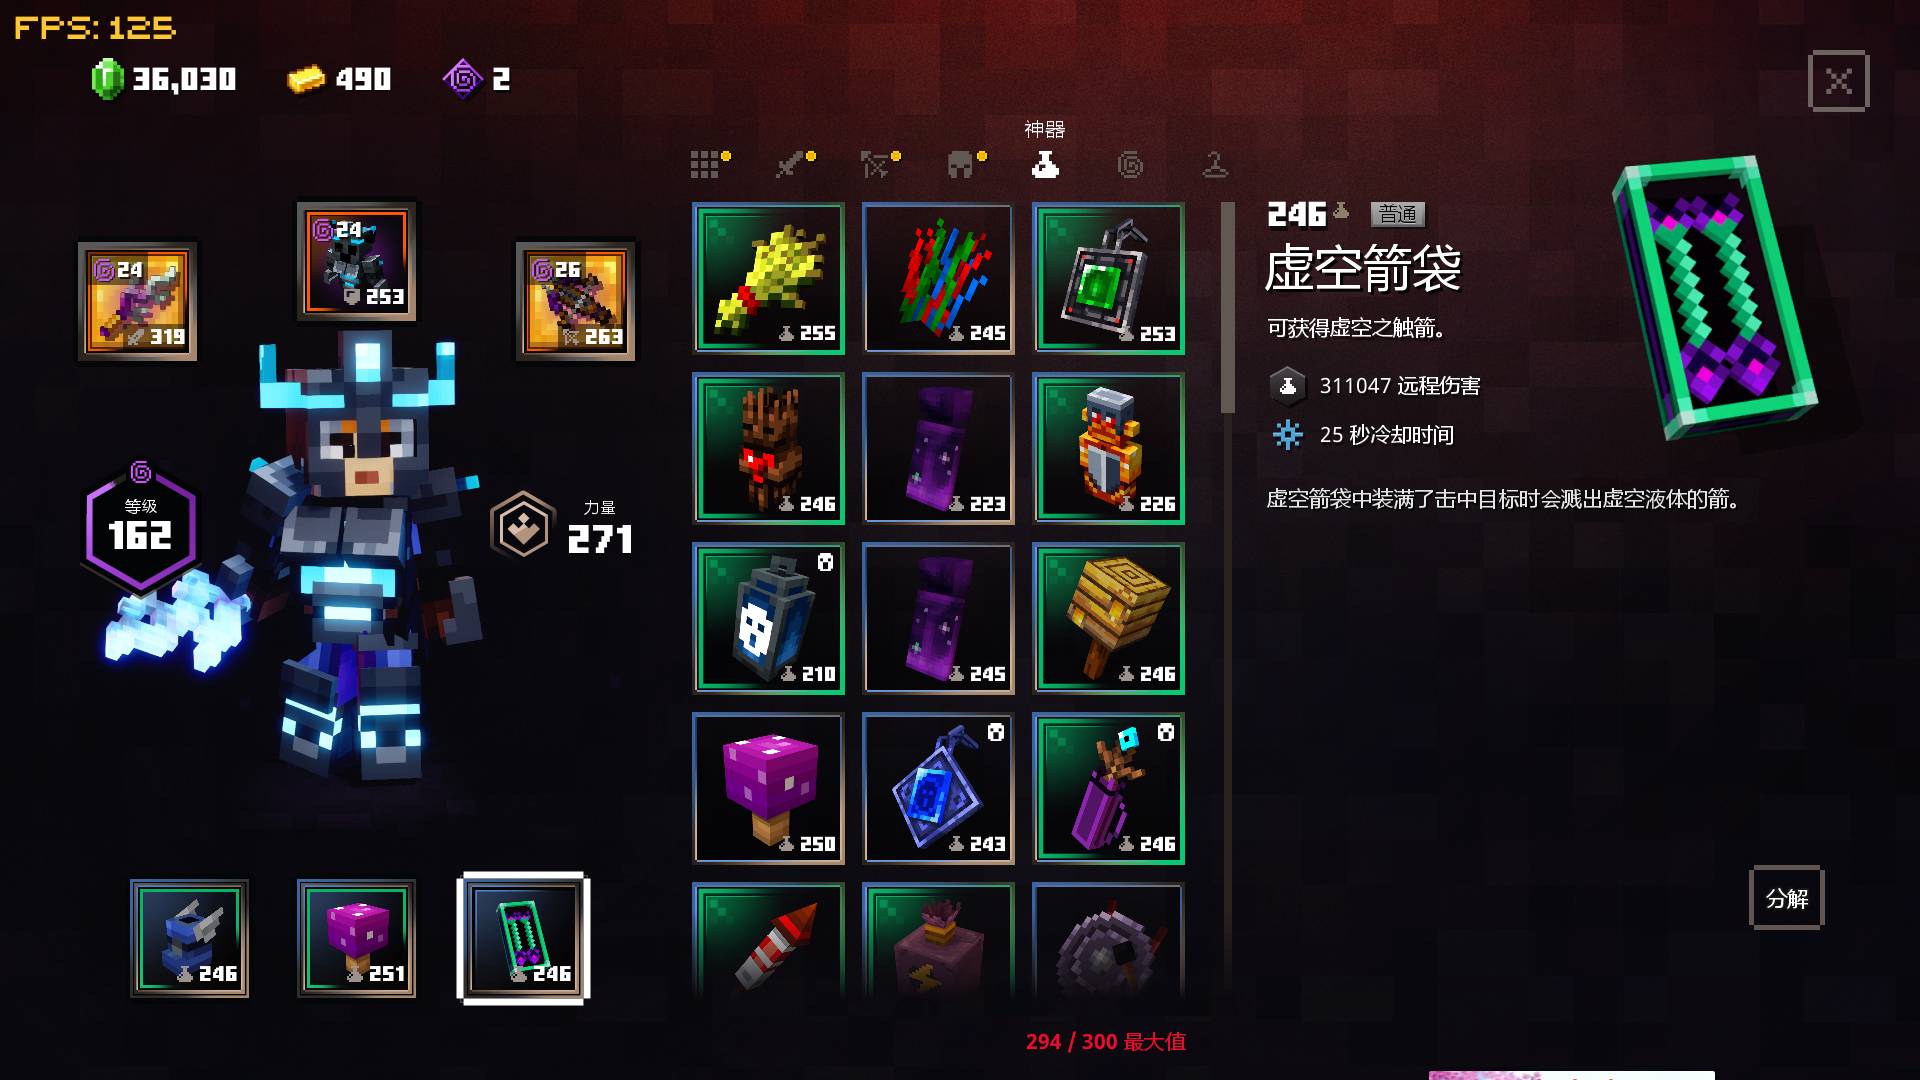 FPS: 125
36,030
490
2
神器
24
319
24
253
26
263
等级
162
力量
271
255
245
253
246
223
226
210
245
246
250
243
246
246
251
246
294 / 300 最大值
246
普通
虚空箭袋
可获得虚空之触箭。
311047 远程伤害
25 秒冷却时间
虚空箭袋中装满了击中目标时会溅出虚空液体的箭。
分解